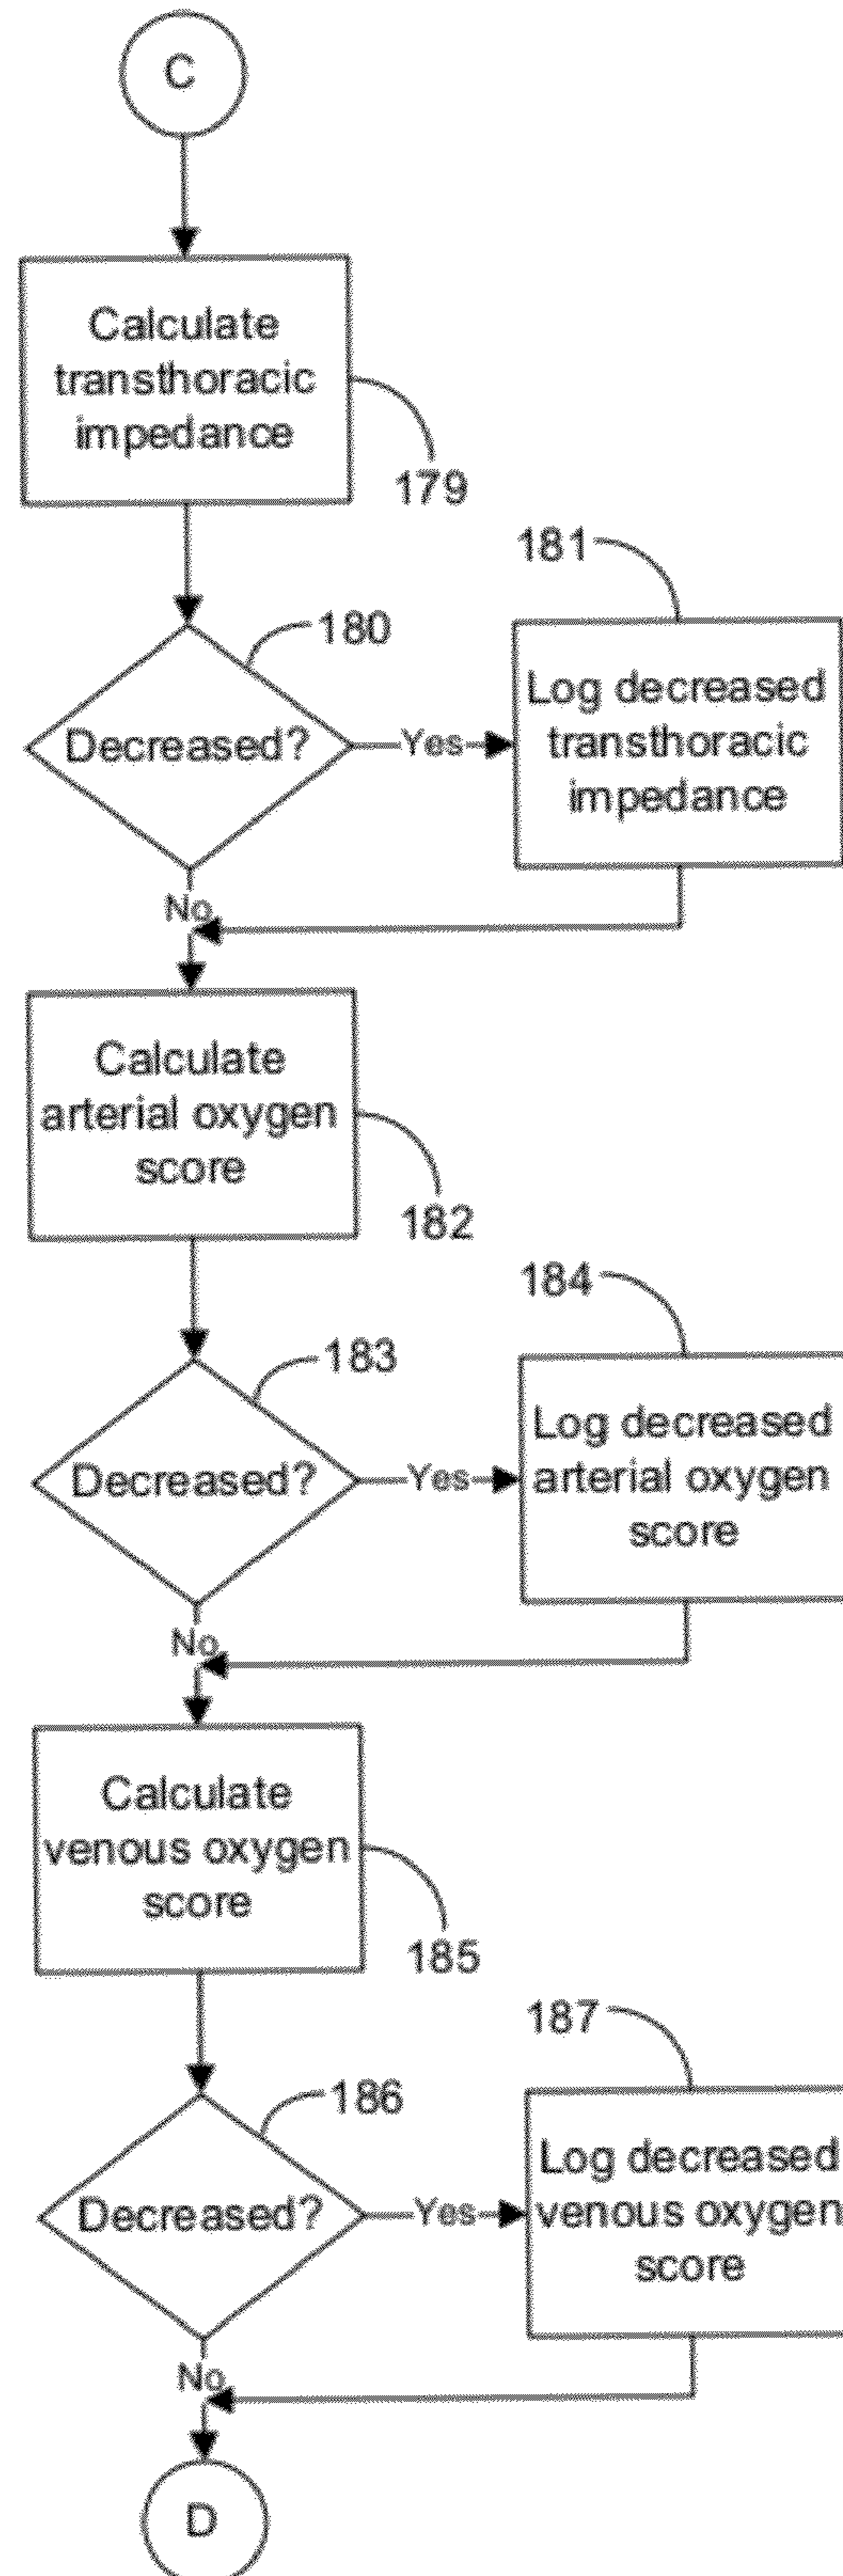 C
Calculate
transthoracic
impedance
179
181
180
Decreased?
Yes
Log decreased
transthoracic
impedance
No
Calculate
arterial oxygen
score
182
184
183
Decreased?
Yes
Log decreased
arterial oxygen
score
No
Calculate
venous oxygen
score
185
187
186
Decreased?
Yes
Log decreased
venous oxygen
score
No
D